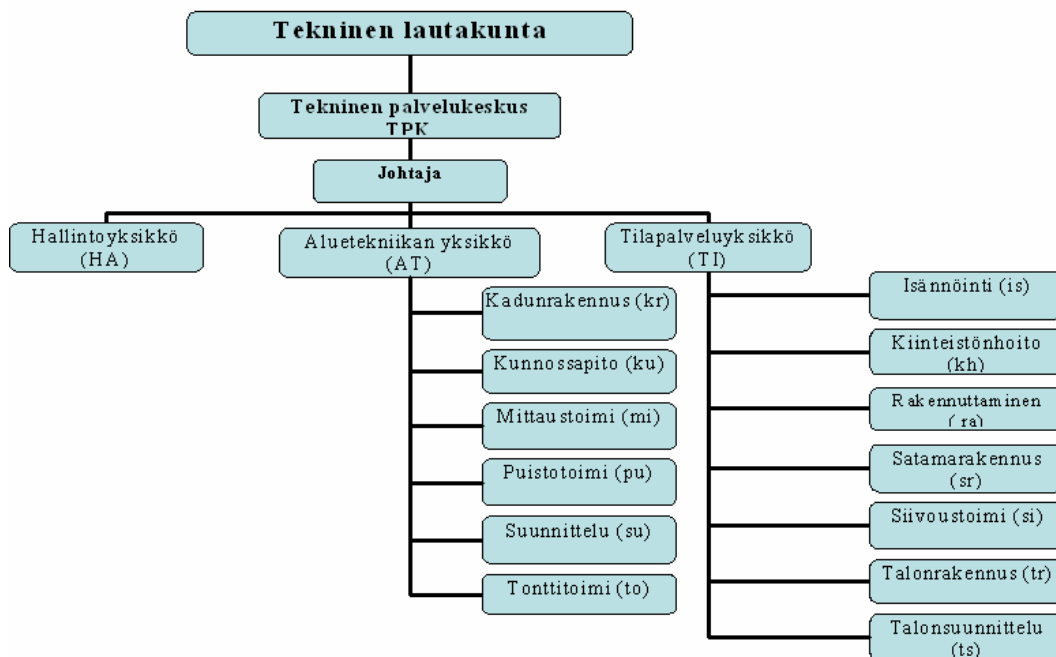 Tekninen lautakunta
Tekninen palvelukeskus
TPK
Johtaja
Hallintoyksikkö
(HA)
Aluetekniikan yksikkö
(AT)
Kadunrakennus (kr)
Kunnossapito (ku)
Mittaustoimi (mi)
Puistotoimi (pu)
Suunnittelu (su)
Tonttitoimi (to)
Tilapalveluyksikkö
(TI)
Isännöinti (is)
Kiinteistönhoito
(kh)
Rakennuttaminen
(ra)
Satamarakennus
(sr)
Siivoustoimi (si)
Talonrakennus (tr)
Talonsuunnittelu
(ts)